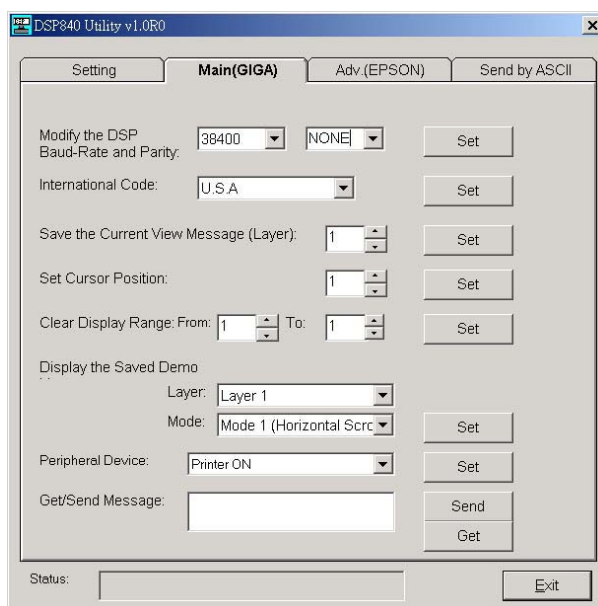 DSP840 Utility v1.0R0
Setting Main(GIGA) Adv.(EPSON) Send by ASCII
Modify the DSP
Baud-Rate and Parity: 38400 NONE Set
International Code: U.S.A Set
Save the Current View Message (Layer): 1 Set
Set Cursor Position: 1 Set
Clear Display Range: From: 1 To: 1 Set
Display the Saved Demo
Layer: Layer 1
Mode: Mode 1 (Horizontal Scrc Set
Peripheral Device: Printer ON Set
Get/Send Message: Send
Get
Status: Exit